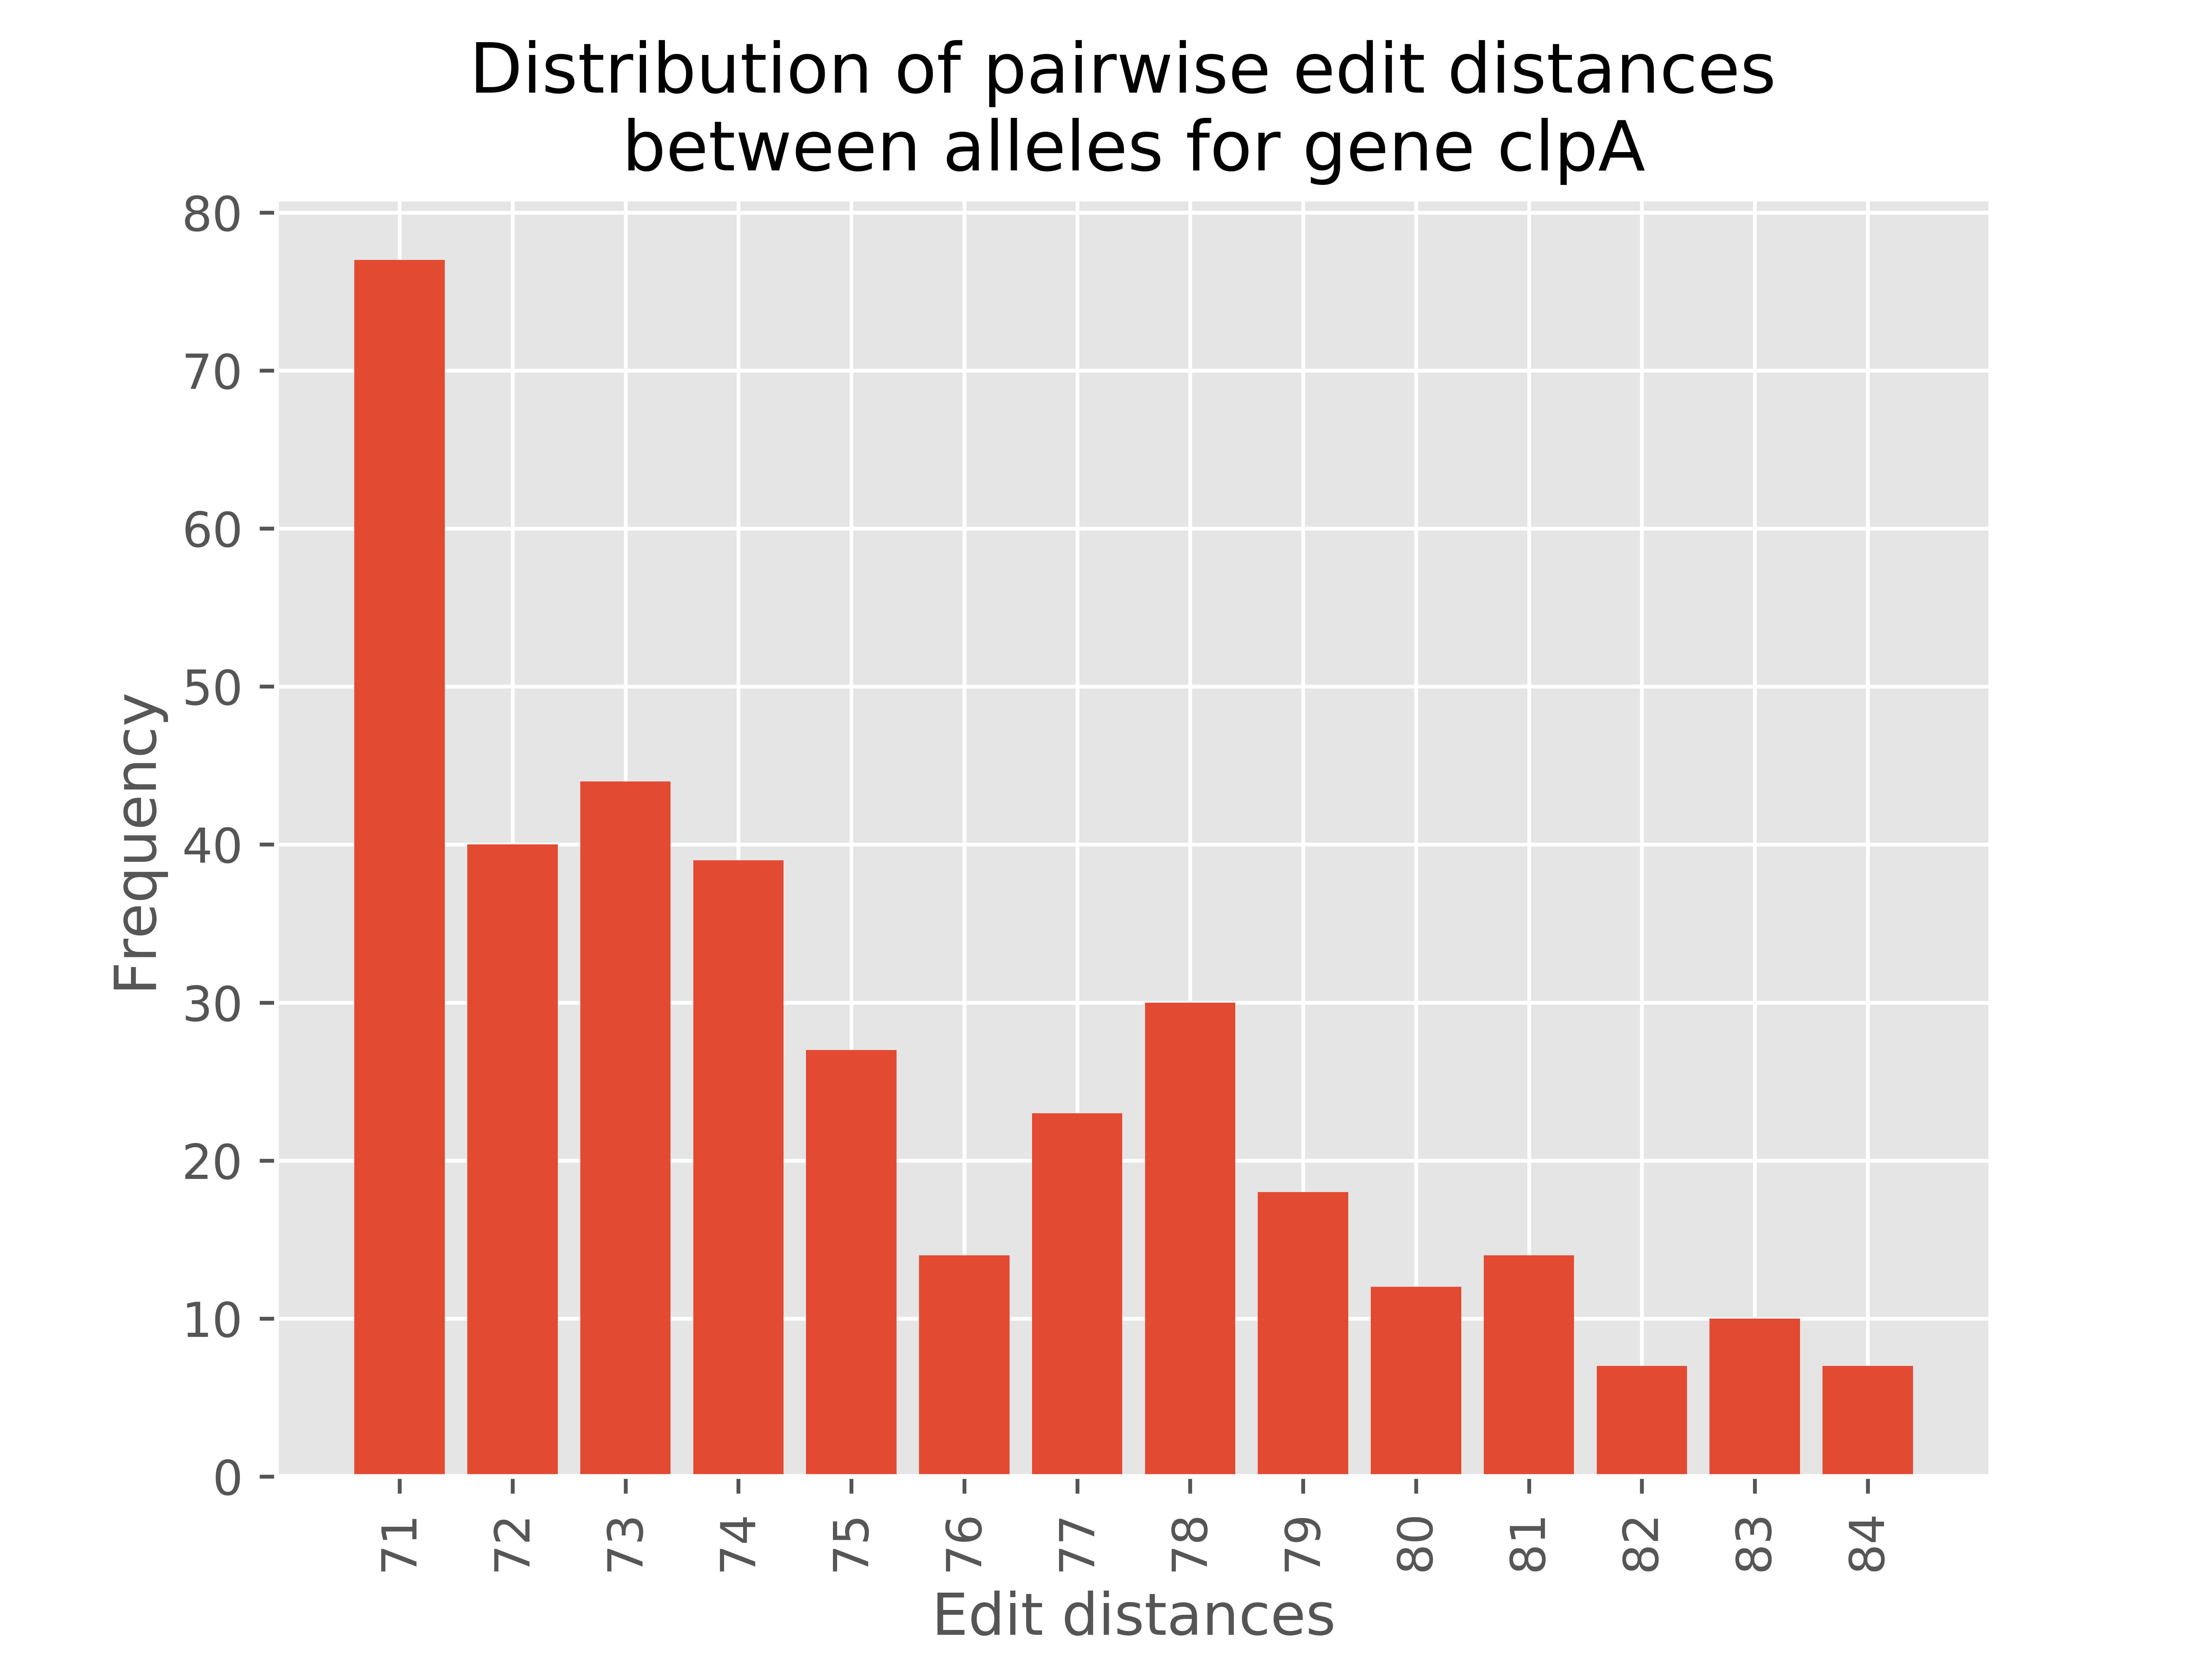 Distribution of pairwise edit distances
between alleles for gene clpA
80
70
60
50
40
30
20
10
0
Frequency
71 72 73 74 75 76 77 78 79 80 81 82 83 84
Edit distances